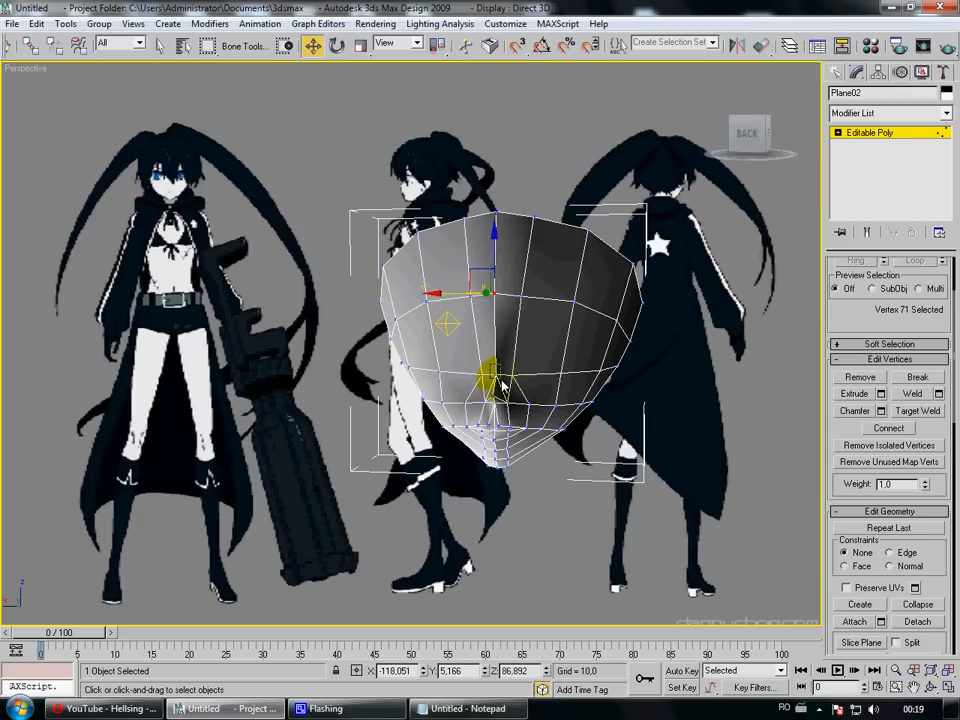 Untitled - Project Folder: C:\Users\Administrator\Documents\3dsmax - Autodesk 3ds Max Design 2009 - Display : Direct 3D
File Edit Tools Group Views Create Modifiers Animation Graph Editors Rendering Lighting Analysis Customize MAXScript Help
All Bone Tools... View Create Selection Set
Perspective
BACK
Plane02
Modifier List
Editable Poly
Ring Loop
Preview Selection
Off SubObj Multi
Vertex 71 Selected
+ Soft Selection
- Edit Vertices
Remove Break
Extrude Weld
Chamfer Target Weld
Connect
Remove Isolated Vertices
Remove Unused Map Verts
Weight: 1,0
- Edit Geometry
Repeat Last
Constraints
None Edge
Face Normal
Preserve UVs
Create Collapse
Attach Detach
Slice Plane Split
0 / 100
0 5 10 15 20 25 30 35 40 45 50 55 60 65 70 75 80 85 90 95 100
1 Object Selected X: -118,051 Y: 5,166 Z: 86,892 Grid = 10,0 Auto Key Selected
AXScript. Click or click-and-drag to select objects Add Time Tag Set Key Key Filters... 0
YouTube - Hellsing - ... Untitled - Project ... Flashing Untitled - Notepad RO 00:19